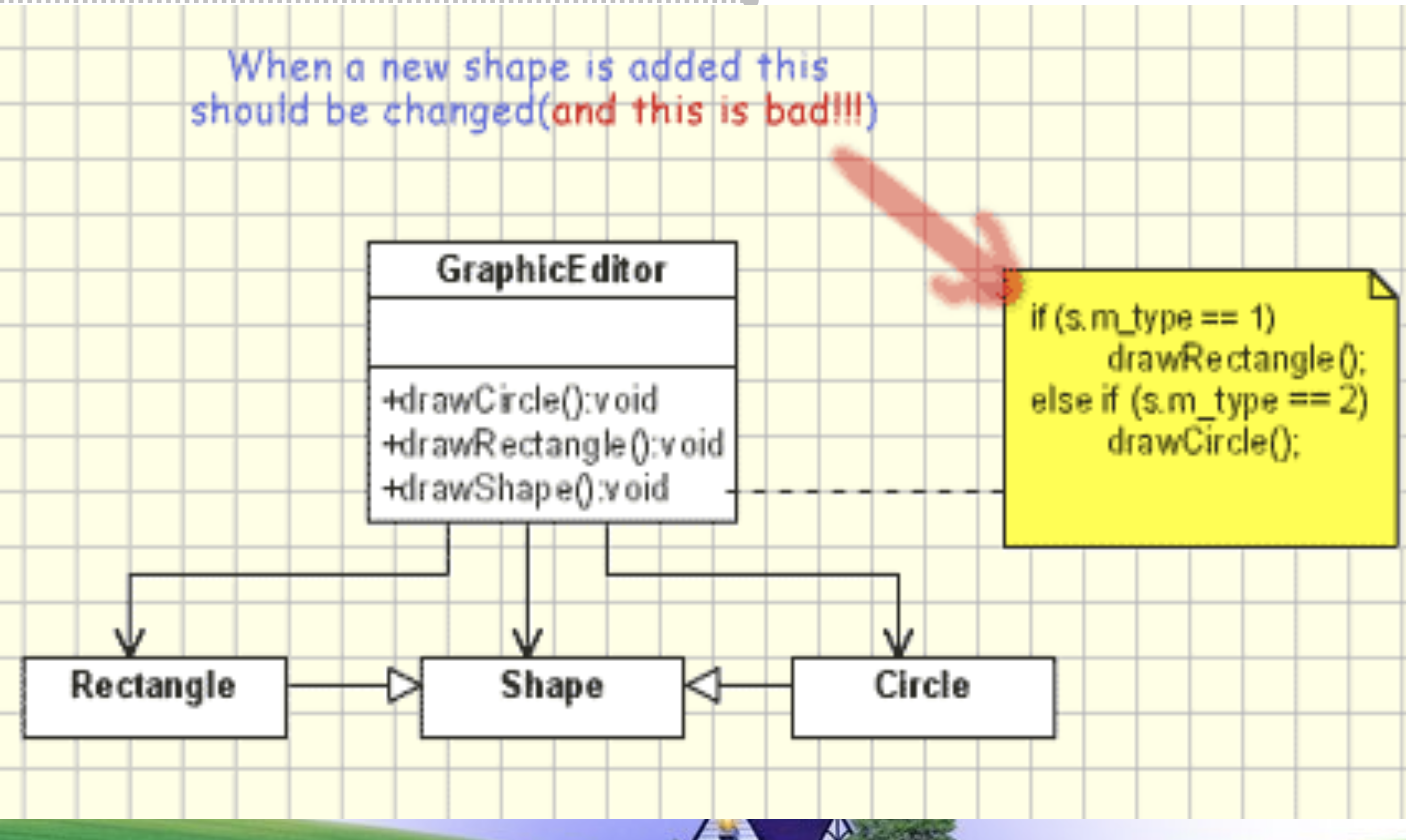 When a new shape is added this
should be changed(and this is bad!!!)
GraphicEditor
+drawCircle():void
+drawRectangle():void
+drawShape():void
if (s.m_type == 1)
drawRectangle();
else if (s.m_type == 2)
drawCircle();
Rectangle
Shape
Circle